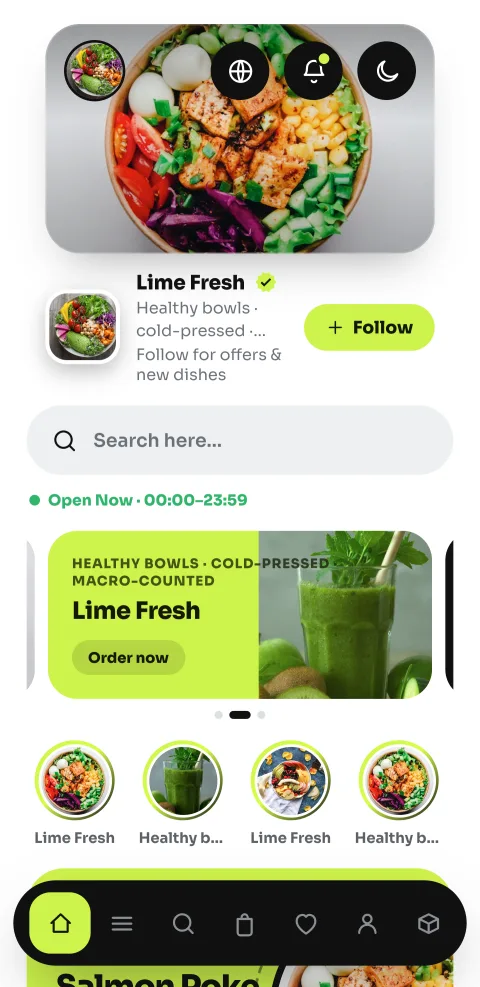 Lime Fresh
Healthy bowls ·
cold-pressed ·...
Follow for offers &
new dishes
Follow
Search here...
Open Now · 00:00–23:59
HEALTHY BOWLS · COLD-PRESSED ·
MACRO-COUNTED
Lime Fresh
Order now
Lime Fresh
Healthy b...
Lime Fresh
Healthy b...
Salmon Poke